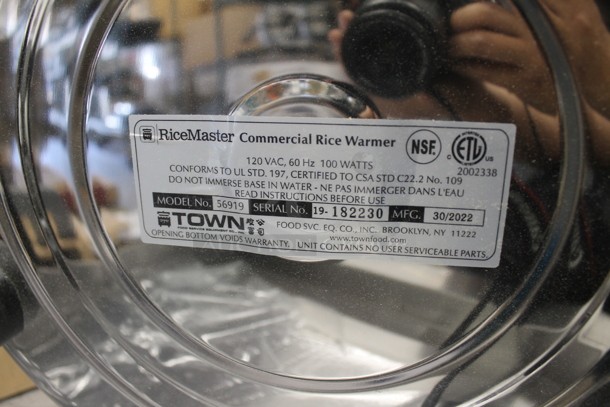 RiceMaster Commercial Rice Warmer NSF C ETL US
120 VAC, 60 Hz 100 WATTS 2002338
CONFORMS TO UL STD. 197, CERTIFIED TO CSA STD C22.2 No. 109
DO NOT IMMERSE BASE IN WATER - NE PAS IMMERGER DANS L'EAU
READ INSTRUCTIONS BEFORE USE
MODEL No. 56919 SERIAL No. 19- 182230 MFG. 30/2022
TOWN FOOD SVC. EQ. CO., INC. BROOKLYN, NY 11222
www.townfood.com
OPENING BOTTOM VOIDS WARRANTY. UNIT CONTAINS NO USER SERVICEABLE PARTS.